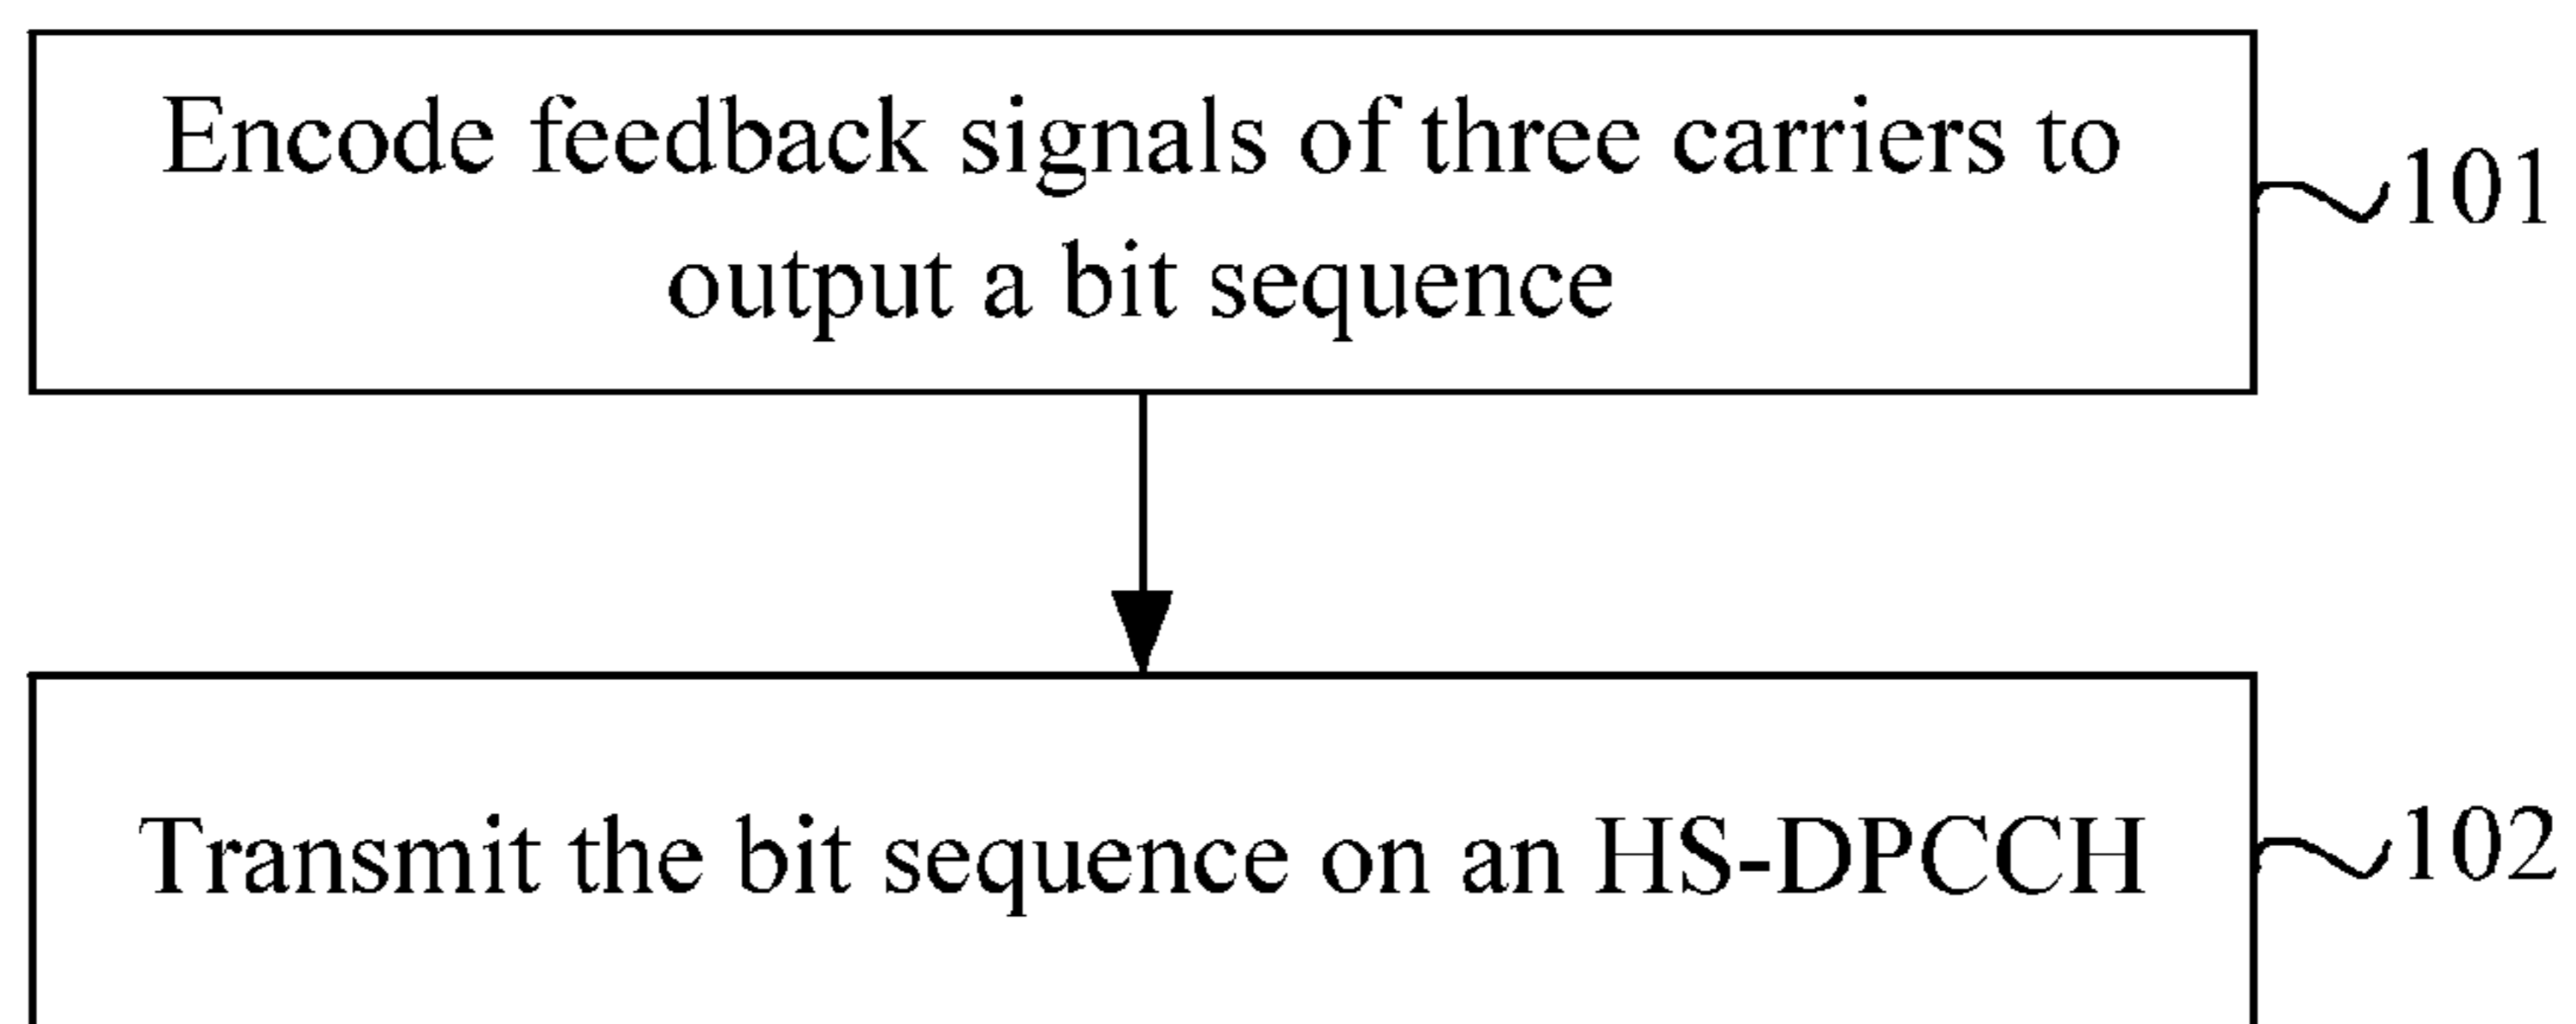 Encode feedback signals of three carriers to
output a bit sequence
101
Transmit the bit sequence on an HS-DPCCH
102